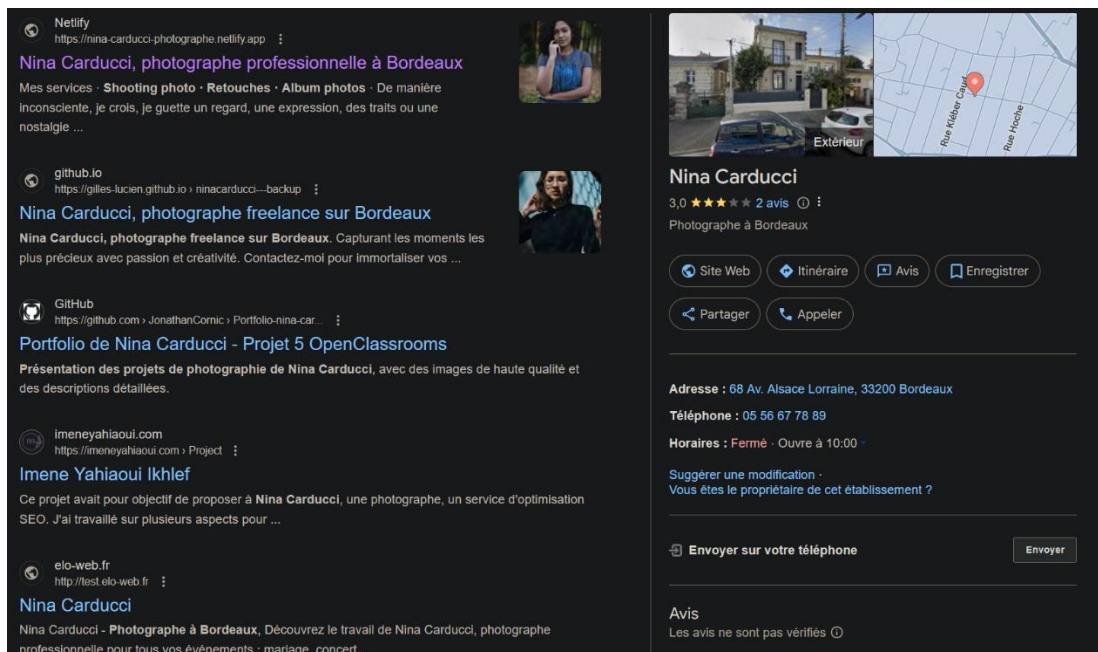 Netlify
https://nina-carducci-photographe.netlify.app
Nina Carducci, photographe professionnelle à Bordeaux
Mes services · Shooting photo · Retouches · Album photos · De manière
inconsciente, je crois, je guette un regard, une expression, des traits ou une
nostalgie ...
github.io
https://gilles-lucien.github.io › ninacarducci---backup
Nina Carducci, photographe freelance sur Bordeaux
Nina Carducci, photographe freelance sur Bordeaux. Capturant les moments les
plus précieux avec passion et créativité. Contactez-moi pour immortaliser vos ...
GitHub
https://github.com › JonathanCornic › Portfolio-nina-car...
Portfolio de Nina Carducci - Projet 5 OpenClassrooms
Présentation des projets de photographie de Nina Carducci, avec des images de haute qualité et
des descriptions détaillées.
imeneyahiaoui.com
https://imeneyahiaoui.com › Project
Imene Yahiaoui Ikhlef
Ce projet avait pour objectif de proposer à Nina Carducci, une photographe, un service d'optimisation
SEO. J'ai travaillé sur plusieurs aspects pour ...
elo-web.fr
http://test.elo-web.fr
Nina Carducci
Nina Carducci - Photographe à Bordeaux, Découvrez le travail de Nina Carducci, photographe
professionnelle pour tous vos événements : mariage, concert
Extérieur
Rue Kléber Caud
Rue Hoche
Nina Carducci
3,0 ★★★★★ 2 avis
Photographe à Bordeaux
Site Web
Itinéraire
Avis
Enregistrer
Partager
Appeler
Adresse : 68 Av. Alsace Lorraine, 33200 Bordeaux
Téléphone : 05 56 67 78 89
Horaires : Fermé · Ouvre à 10:00
Suggérer une modification ·
Vous êtes le propriétaire de cet établissement ?
Envoyer sur votre téléphone
Envoyer
Avis
Les avis ne sont pas vérifiés